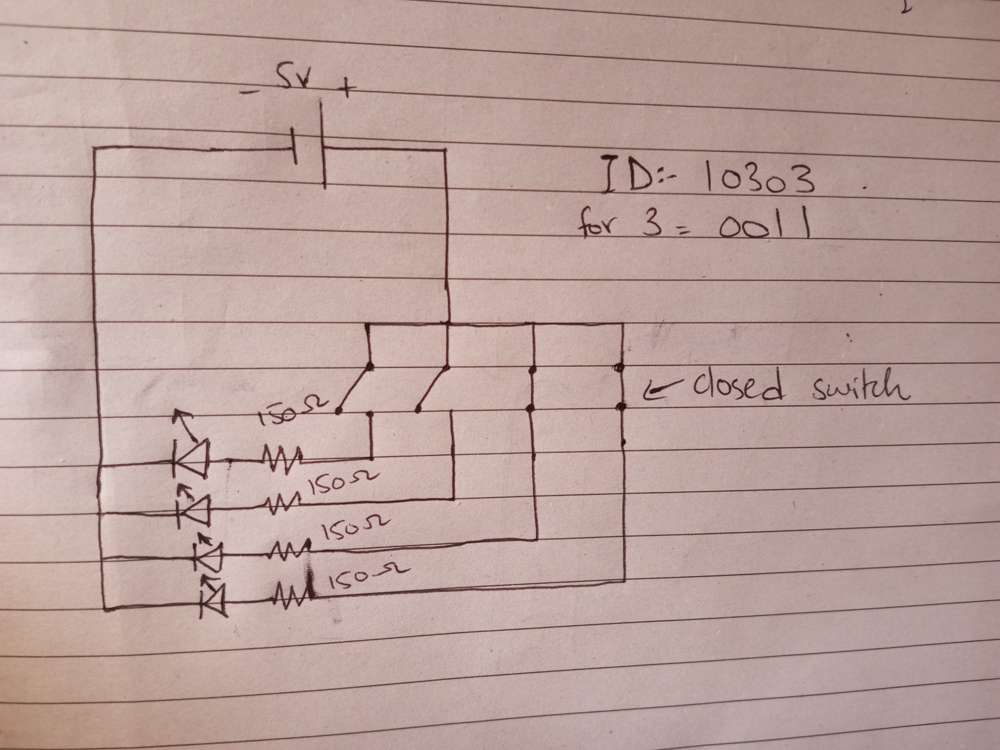 - 5V +
ID:- 10303
for 3 = 0011
← closed switch
150Ω
150Ω
150Ω
150Ω